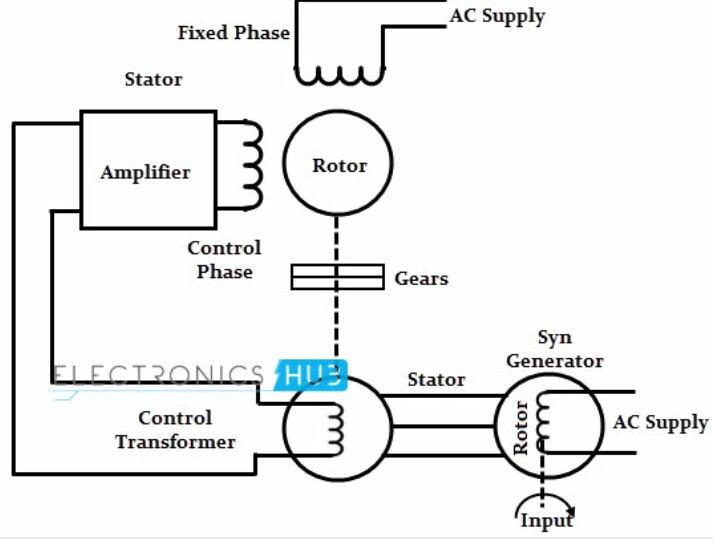 Fixed Phase
AC Supply
Stator
Amplifier
Rotor
Control
Phase
Gears
ELECTRONICS HUB
Syn
Generator
Stator
Control
Transformer
Rotor
AC Supply
Input